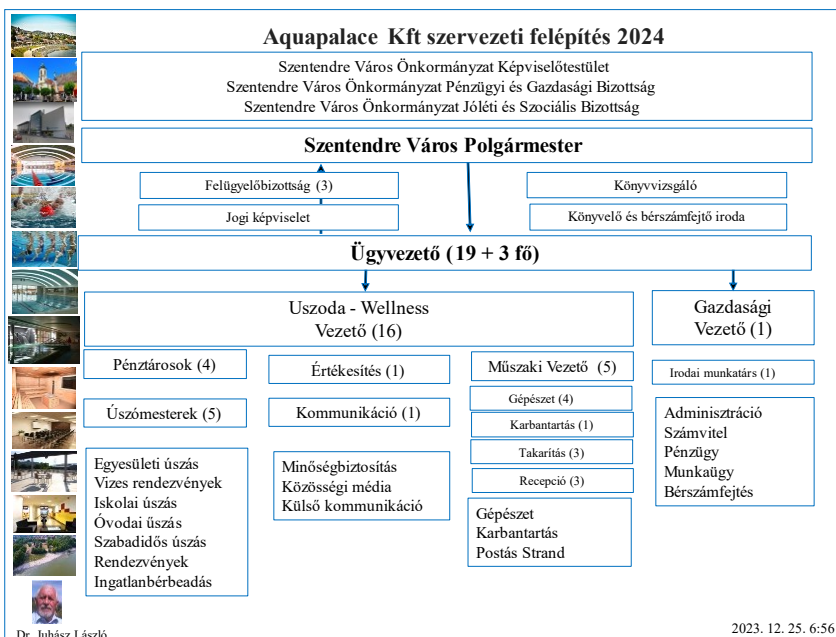 Aquapalace Kft szervezeti felépítés 2024
Szentendre Város Önkormányzat Képviselőtestület
Szentendre Város Önkormányzat Pénzügyi és Gazdasági Bizottság
Szentendre Város Önkormányzat Jóléti és Szociális Bizottság
Szentendre Város Polgármester
Felügyelőbizottság (3)
Könyvvizsgáló
Jogi képviselet
Könyvelő és bérszámfejtő iroda
Ügyvezető (19 + 3 fő)
Uszoda - Wellness
Vezető (16)
Gazdasági
Vezető (1)
Pénztárosok (4)
Úszómesterek (5)
Egyesületi úszás
Vizes rendezvények
Iskolai úszás
Óvodai űszás
Szabadidős úszás
Rendezvények
Ingatlanbérbeadás
Értékesítés (1)
Kommunikáció (1)
Minőségbiztosítás
Közösségi média
Külső kommunikáció
Műszaki Vezető (5)
Gépészet (4)
Karbantartás (1)
Takarítás (3)
Recepció (3)
Gépészet
Karbantartás
Postás Strand
Irodai munkatárs (1)
Adminisztráció
Számvitel
Pénzügy
Munkaügy
Bérszámfejtés
Dr. Juhász László
2023. 12. 25. 6:56